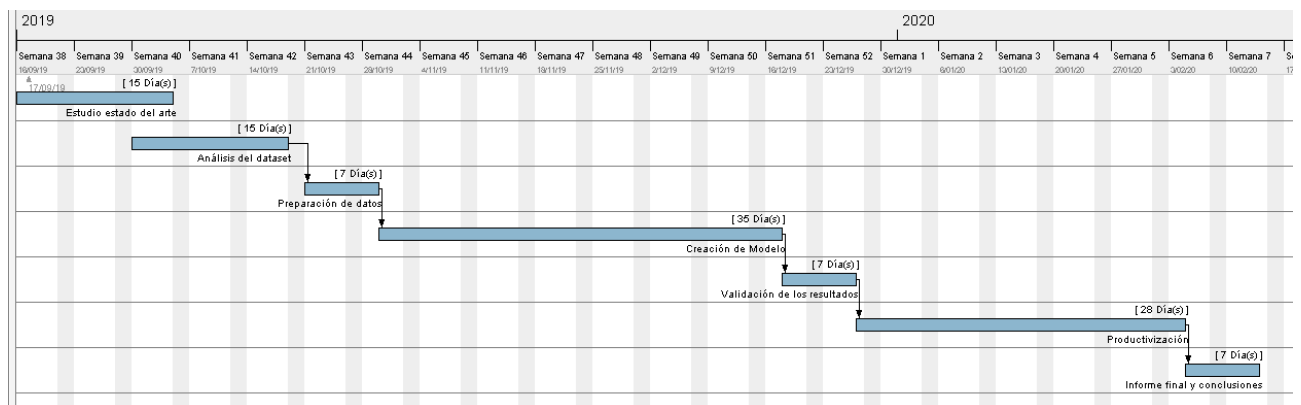 2019
2020
Semana 38 Semana 39 Semana 40 Semana 41 Semana 42 Semana 43 Semana 44 Semana 45 Semana 46 Semana 47 Semana 48 Semana 49 Semana 50 Semana 51 Semana 52 Semana 1 Semana 2 Semana 3 Semana 4 Semana 5 Semana 6 Semana 7 Se
16/09/19 23/09/19 30/09/19 7/10/19 14/10/19 21/10/19 28/10/19 4/11/19 11/11/19 18/11/19 25/11/19 2/12/19 9/12/19 16/12/19 23/12/19 30/12/19 6/01/20 13/01/20 20/01/20 27/01/20 3/02/20 10/02/20 17
[ 15 Día(s) ]
17/09/19
Estudio estado del arte
[ 15 Día(s) ]
Análisis del dataset
[ 7 Día(s) ]
Preparación de datos
[ 35 Día(s) ]
Creación de Modelo
[ 7 Día(s) ]
Validación de los resultados
[ 28 Día(s) ]
Productivización
[ 7 Día(s) ]
Informe final y conclusiones